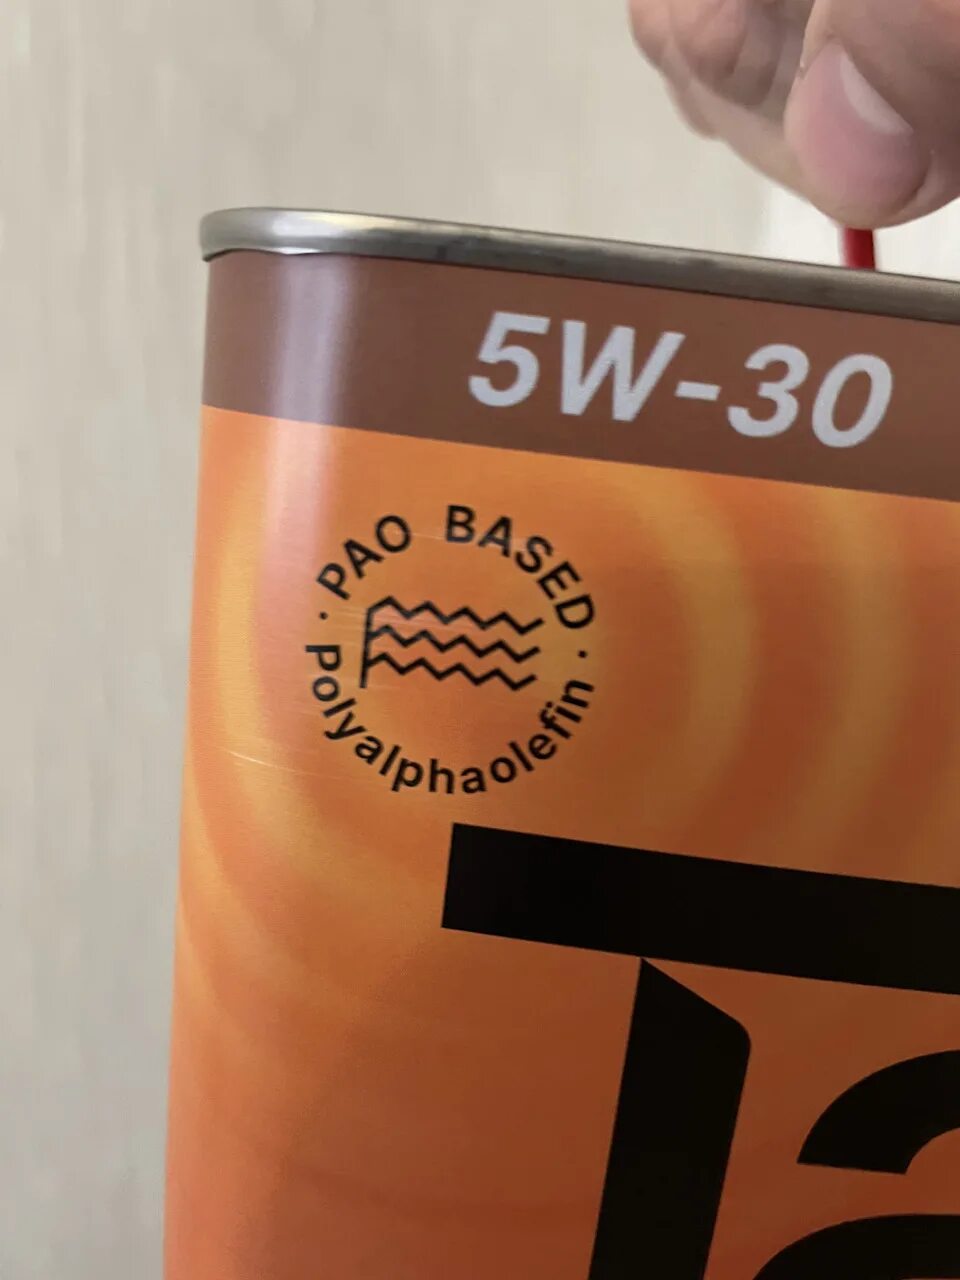 5W-30
PAO BASED
· Polyalphaolefin ·